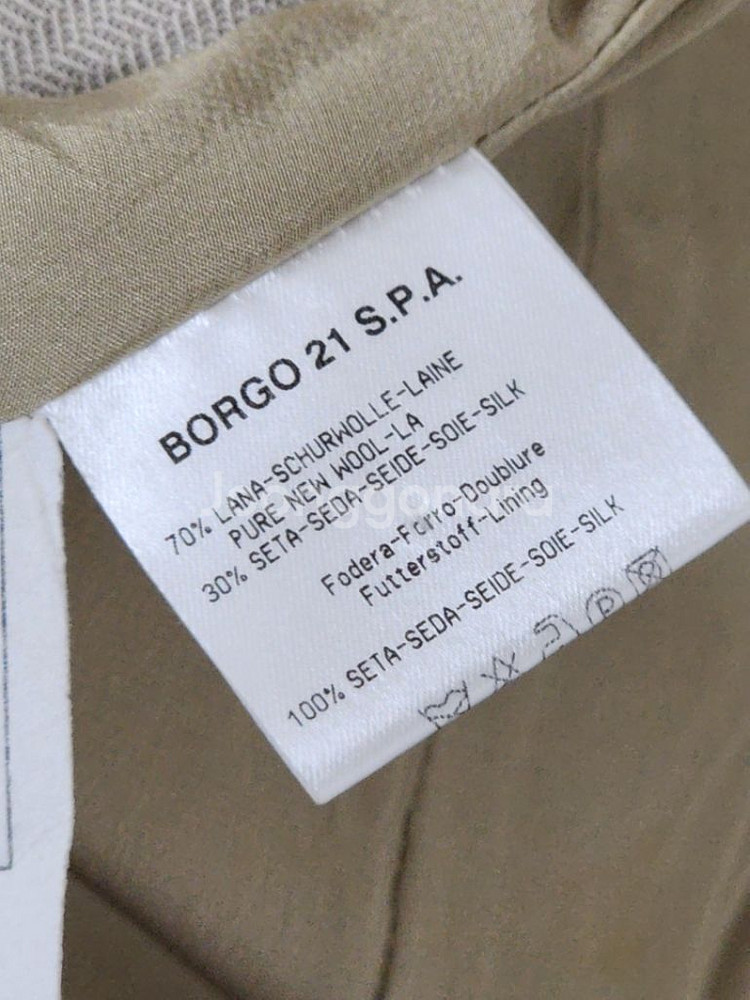 BORGO 21 S.P.A.
70% LANA-SCHURWOLLE-LAINE
PURE NEW WOOL-LA
30% SETA-SEDA-SEIDE-SOIE-SILK
Fodera-Forro-Doublure
Futterstoff-Lining
100% SETA-SEDA-SEIDE-SOIE-SILK
P
Joonggonara